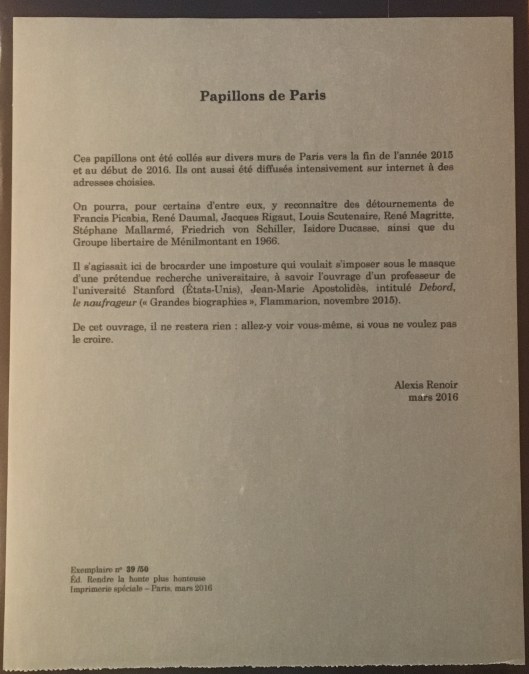 Papillons de Paris
Ces papillons ont été collés sur divers murs de Paris vers la fin de l'année 2015
et au début de 2016. Ils ont aussi été diffusés intensivement sur internet à des
adresses choisies.
On pourra, pour certains d'entre eux, y reconnaître des détournements de
Francis Picabia, René Daumal, Jacques Rigaut, Louis Scutenaire, René Magritte,
Stéphane Mallarmé, Friedrich von Schiller, Isidore Ducasse, ainsi que du
Groupe libertaire de Ménilmontant en 1966.
Il s'agissait ici de brocarder une imposture qui voulait s'imposer sous le masque
d'une prétendue recherche universitaire, à savoir l'ouvrage d'un professeur de
l'université Stanford (États-Unis), Jean-Marie Apostolidès, intitulé Debord,
le naufrageur (« Grandes biographies », Flammarion, novembre 2015).
De cet ouvrage, il ne restera rien ; allez-y voir vous-même, si vous ne voulez pas
le croire.
Alexis Renoir
mars 2016
Exemplaire nº 39 /50
Éd. Rendre la honte plus honteuse
Imprimerie spéciale – Paris, mars 2016